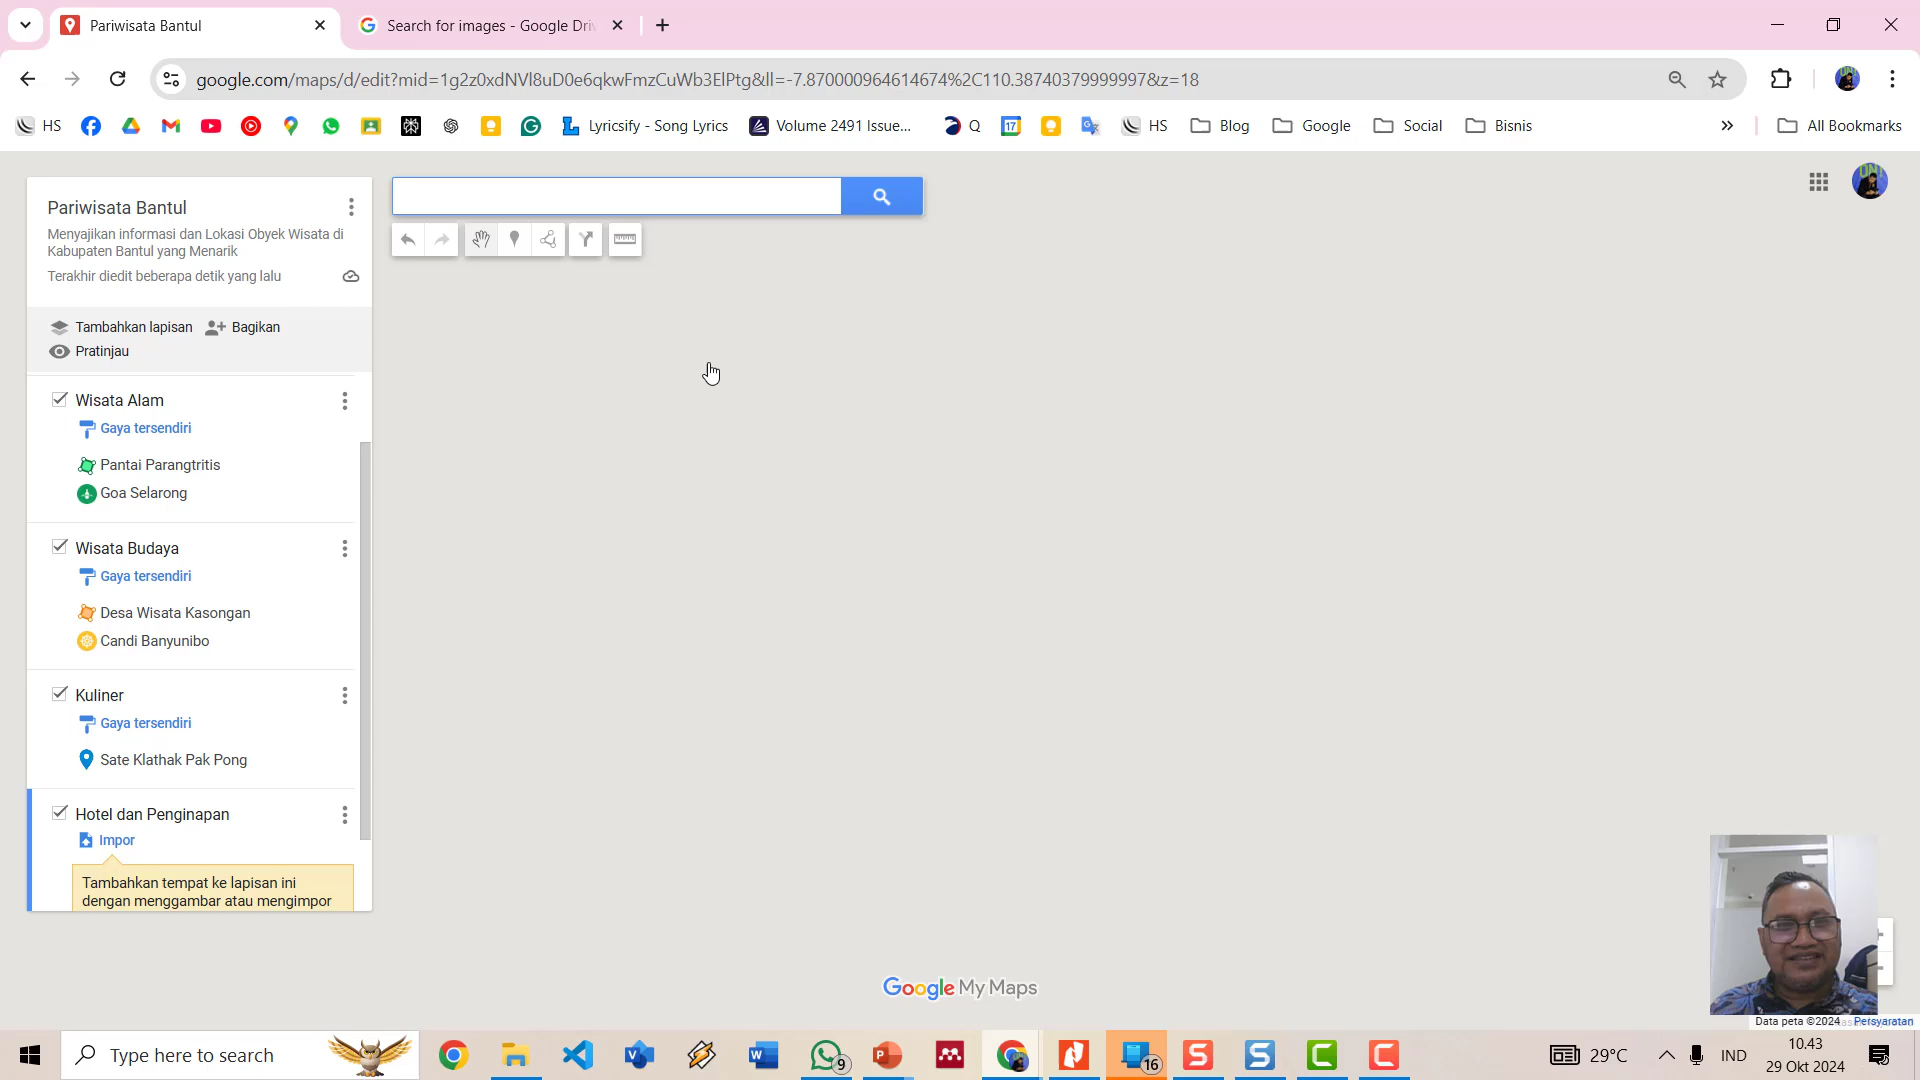 Pariwisata Bantul
Search for images - Google Driv
google.com/maps/d/edit?mid=1g2z0xdNVl8uD0e6qkwFmzCuWb3ElPtg&ll=-7.870000964614674%2C110.38740379999997&z=18
HS
Lyricsify - Song Lyrics
Volume 2491 Issue...
Q
17
HS
Blog
Google
Social
Bisnis
All Bookmarks
Pariwisata Bantul
Menyajikan informasi dan Lokasi Obyek Wisata di
Kabupaten Bantul yang Menarik
Terakhir diedit beberapa detik yang lalu
Tambahkan lapisan
Bagikan
Pratinjau
Wisata Alam
Gaya tersendiri
Pantai Parangtritis
Goa Selarong
Wisata Budaya
Gaya tersendiri
Desa Wisata Kasongan
Candi Banyunibo
Kuliner
Gaya tersendiri
Sate Klathak Pak Pong
Hotel dan Penginapan
Impor
Tambahkan tempat ke lapisan ini
dengan menggambar atau mengimpor
Google My Maps
Data peta ©2024
Persyaratan
Type here to search
9
16
29°C
IND
10.43
29 Okt 2024